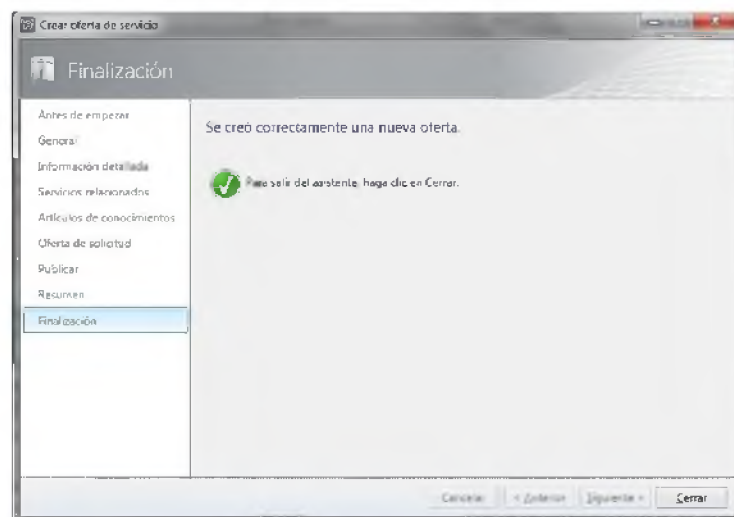 Crear oferta de servicio
Finalización
Antes de empezar
General
Información detallada
Servicios relacionados
Artículos de conocimientos
Oferta de solicitud
Publicar
Resumen
Finalización
Se creó correctamente una nueva oferta.
Para salir del asistente, haga clic en Cerrar.
Cancelar
< Anterior
Siguiente >
Cerrar